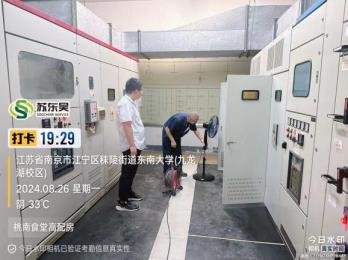 苏东吴
SOOCHOW SERVICE
打卡 19:29
江苏省南京市江宁区秣陵街道东南大学(九龙
湖校区)
2024.08.26 星期一
阴 33℃
桃南食堂高配房
今日水印相机已验证考勤信息真实性
今日水印
相机